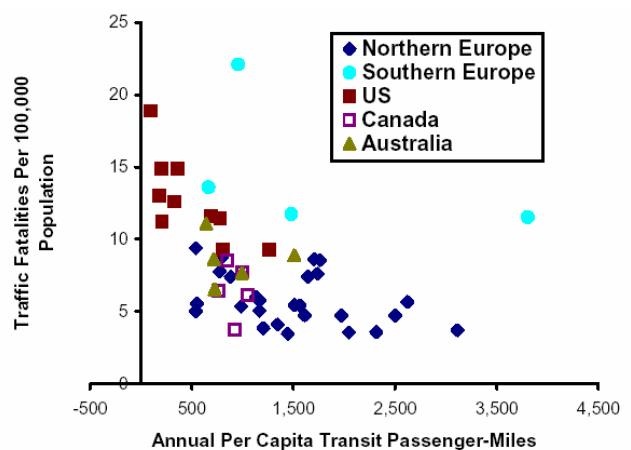 25
20
15
10
5
0
Traffic Fatalities Per 100,000
Population
Northern Europe
Southern Europe
US
Canada
Australia
-500
500
1,500
2,500
3,500
4,500
Annual Per Capita Transit Passenger-Miles